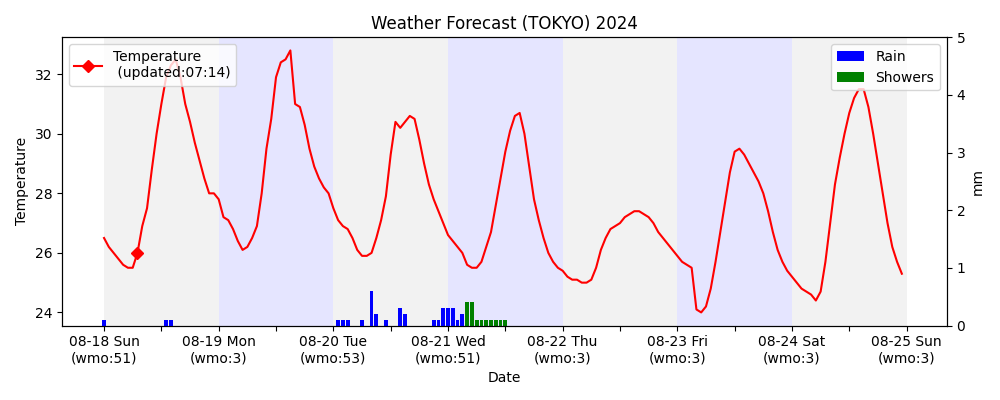 Weather Forecast (TOKYO) 2024
Temperature
(updated:07:14)
Rain
Showers
Temperature
32
30
28
26
24
5
4
3
2
1
0
mm
08-18 Sun
(wmo:51)
08-19 Mon
(wmo:3)
08-20 Tue
(wmo:53)
08-21 Wed
(wmo:51)
08-22 Thu
(wmo:3)
08-23 Fri
(wmo:3)
08-24 Sat
(wmo:3)
08-25 Sun
(wmo:3)
Date